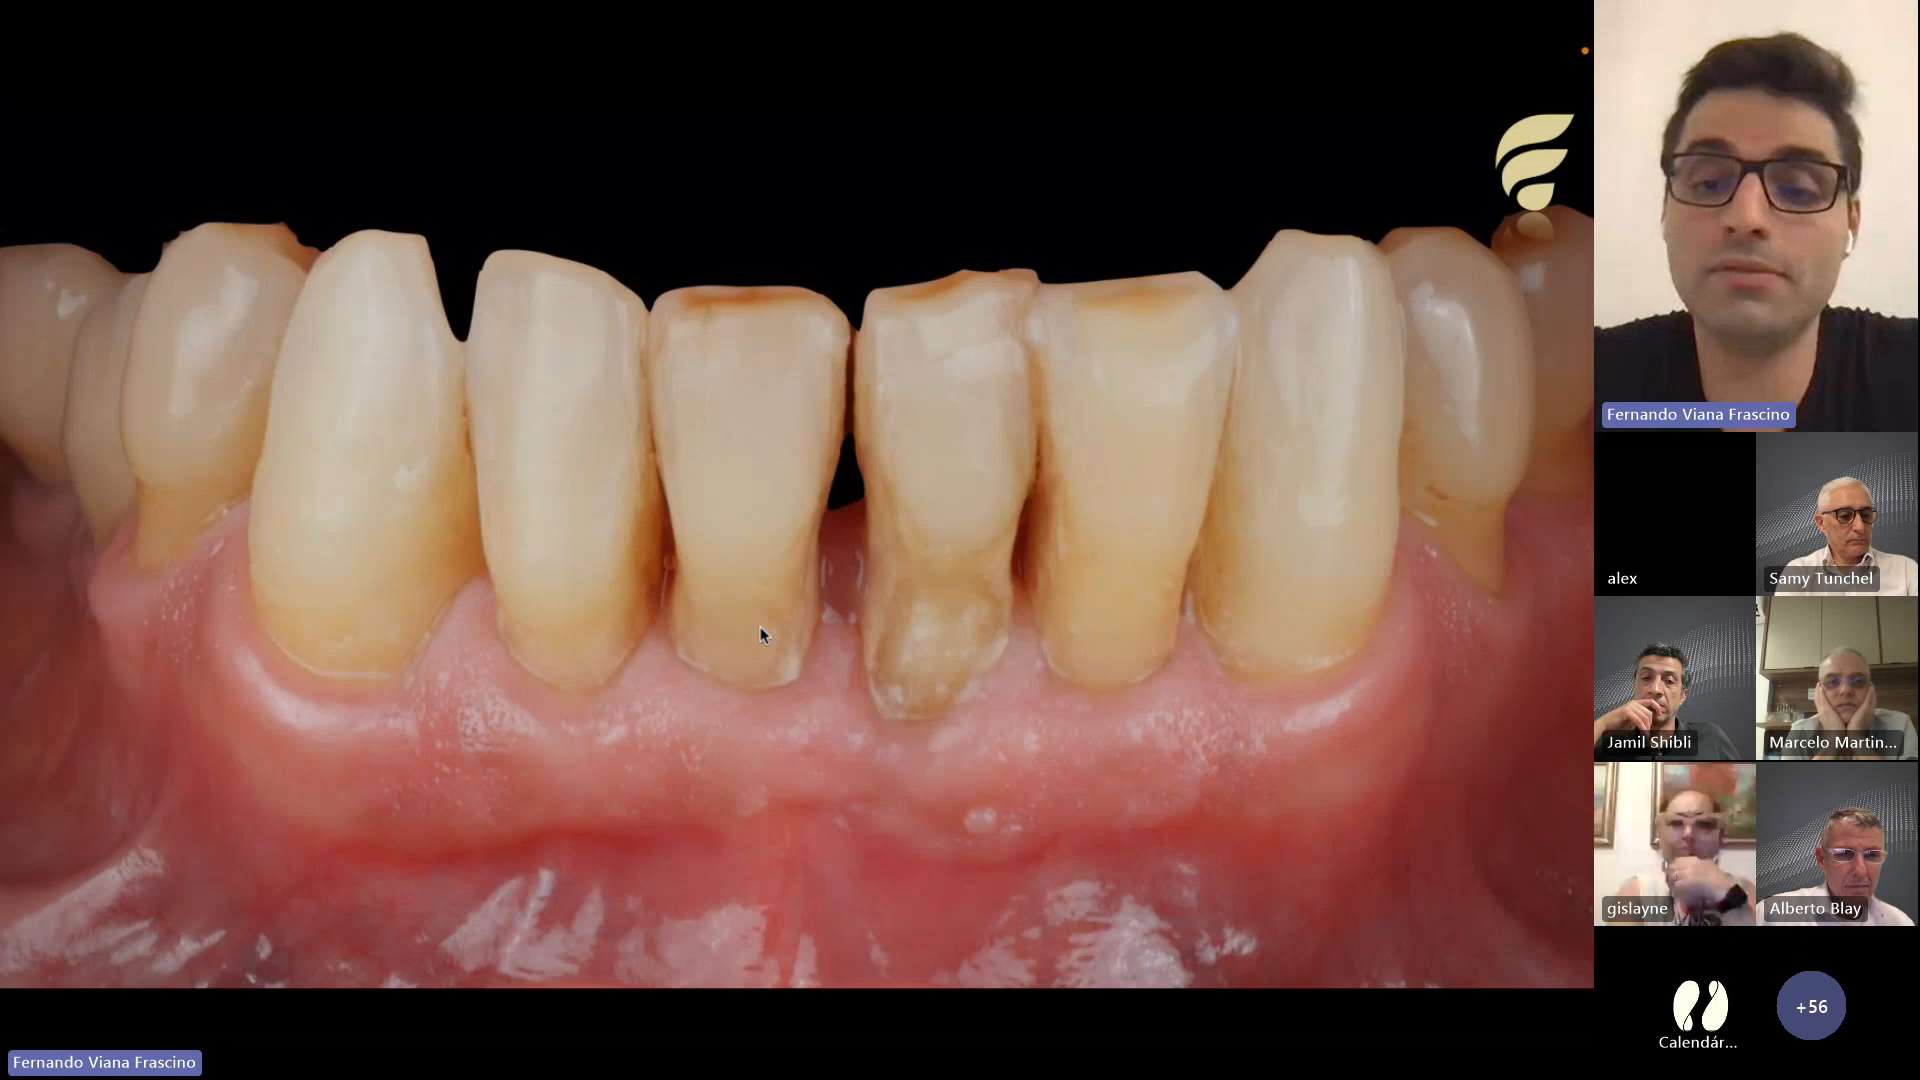 Fernando Viana Frascino
alex
Samy Tunchel
Jamil Shibli
Marcelo Martin...
gislayne
Alberto Blay
Calendár...
+56
Fernando Viana Frascino